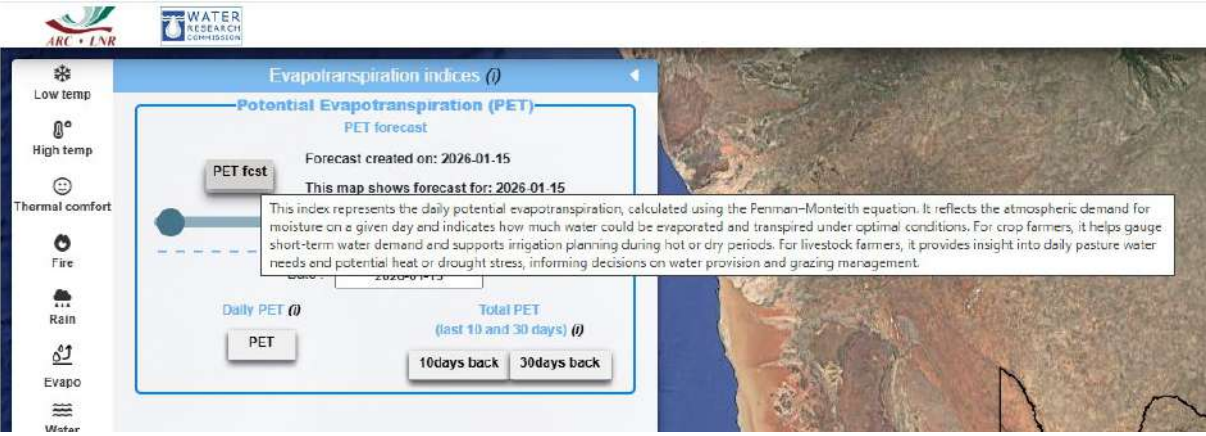 ARC • LNR
WATER
RESEARCH
COMMISSION
Evapotranspiration indices (i)
Low temp
High temp
Thermal comfort
Fire
Rain
Evapo
Water
Potential Evapotranspiration (PET)
PET forecast
PET fcst
Forecast created on: 2026-01-15
This map shows forecast for: 2026-01-15
This index represents the daily potential evapotranspiration, calculated using the Penman–Monteith equation. It reflects the atmospheric demand for
moisture on a given day and indicates how much water could be evaporated and transpired under optimal conditions. For crop farmers, it helps gauge
short-term water demand and supports irrigation planning during hot or dry periods. For livestock farmers, it provides insight into daily pasture water
needs and potential heat or drought stress, informing decisions on water provision and grazing management.
Date : 2026-01-15
Daily PET (i)
PET
Total PET
(last 10 and 30 days) (i)
10days back
30days back